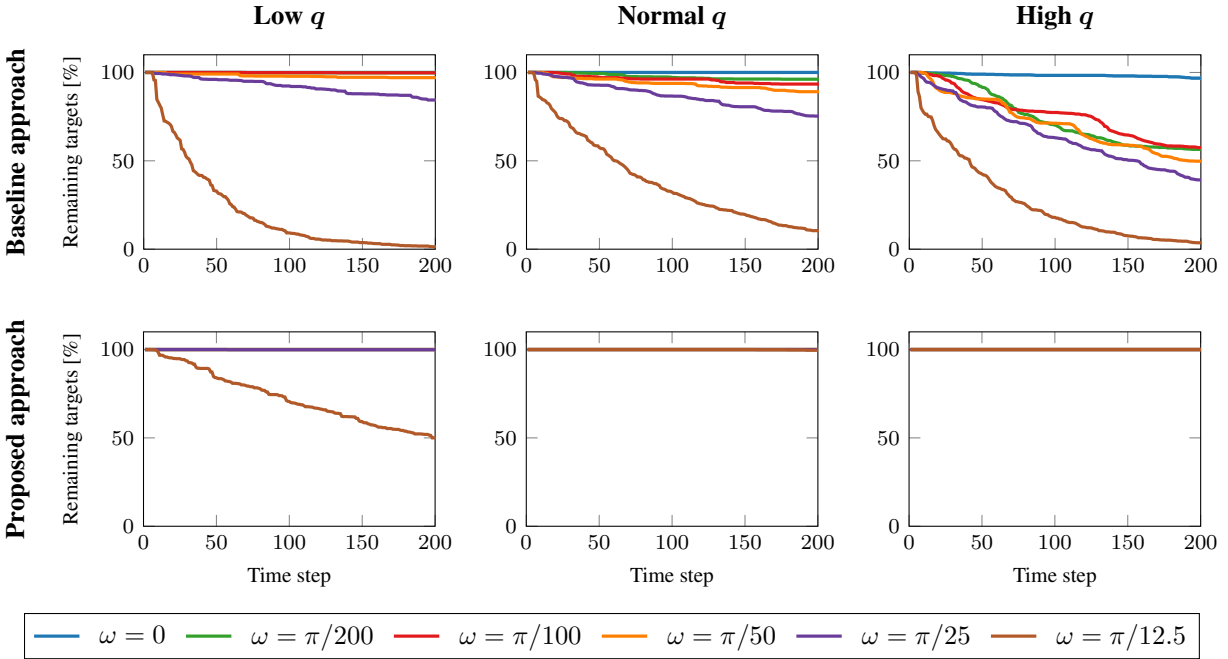 Low q Normal q High q
Baseline approach
Remaining targets [%]
100
50
0
0 50 100 150 200
100
50
0
0 50 100 150 200
100
50
0
0 50 100 150 200
Proposed approach
Remaining targets [%]
100
50
0
0 50 100 150 200
Time step
100
50
0
0 50 100 150 200
Time step
100
50
0
0 50 100 150 200
Time step
ω = 0 ω = π/200 ω = π/100 ω = π/50 ω = π/25 ω = π/12.5